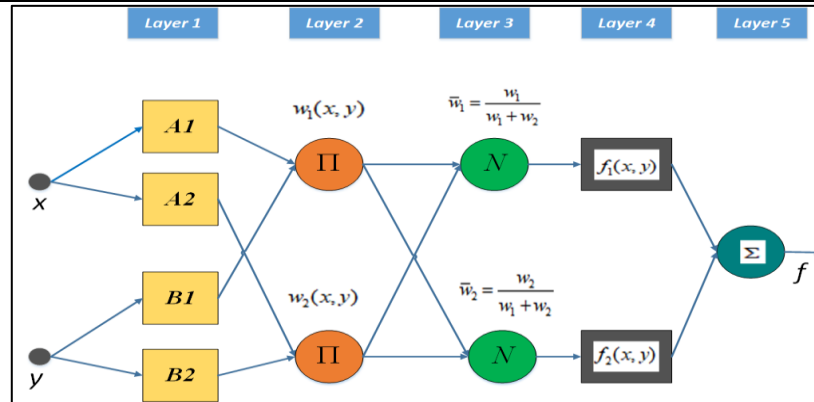 Layer 1 Layer 2 Layer 3 Layer 4 Layer 5
w₁(x, y)
w̅₁ = w₁ / (w₁ + w₂)
A1
Π
N
f₁(x, y)
x
A2
Σ
f
B1
w₂(x, y)
w̅₂ = w₂ / (w₁ + w₂)
y
B2
Π
N
f₂(x, y)